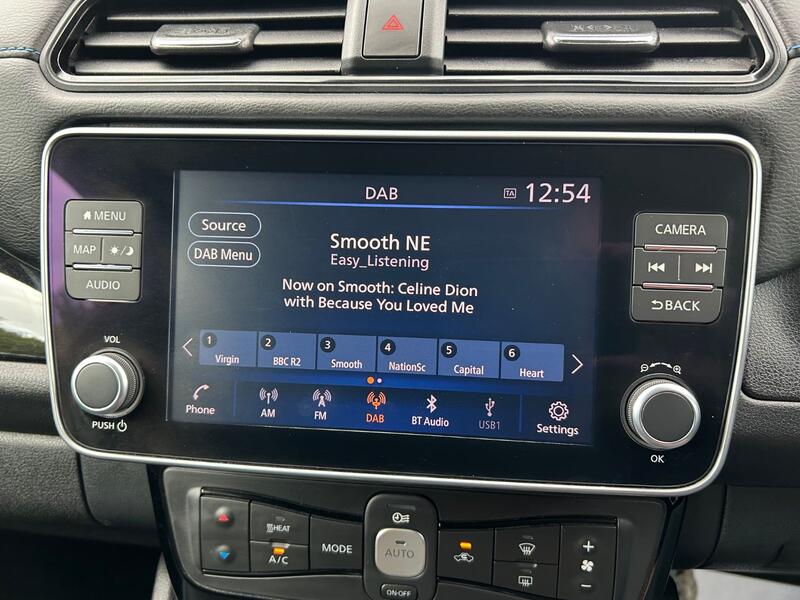 DAB
TA 12:54
MENU
MAP
AUDIO
VOL
PUSH
Source
DAB Menu
Smooth NE
Easy_Listening
Now on Smooth: Celine Dion
with Because You Loved Me
1 Virgin
2 BBC R2
3 Smooth
4 NationSc
5 Capital
6 Heart
Phone
AM
FM
DAB
BT Audio
USB1
Settings
CAMERA
BACK
OK
HEAT
A/C
MODE
AUTO
ON·OFF